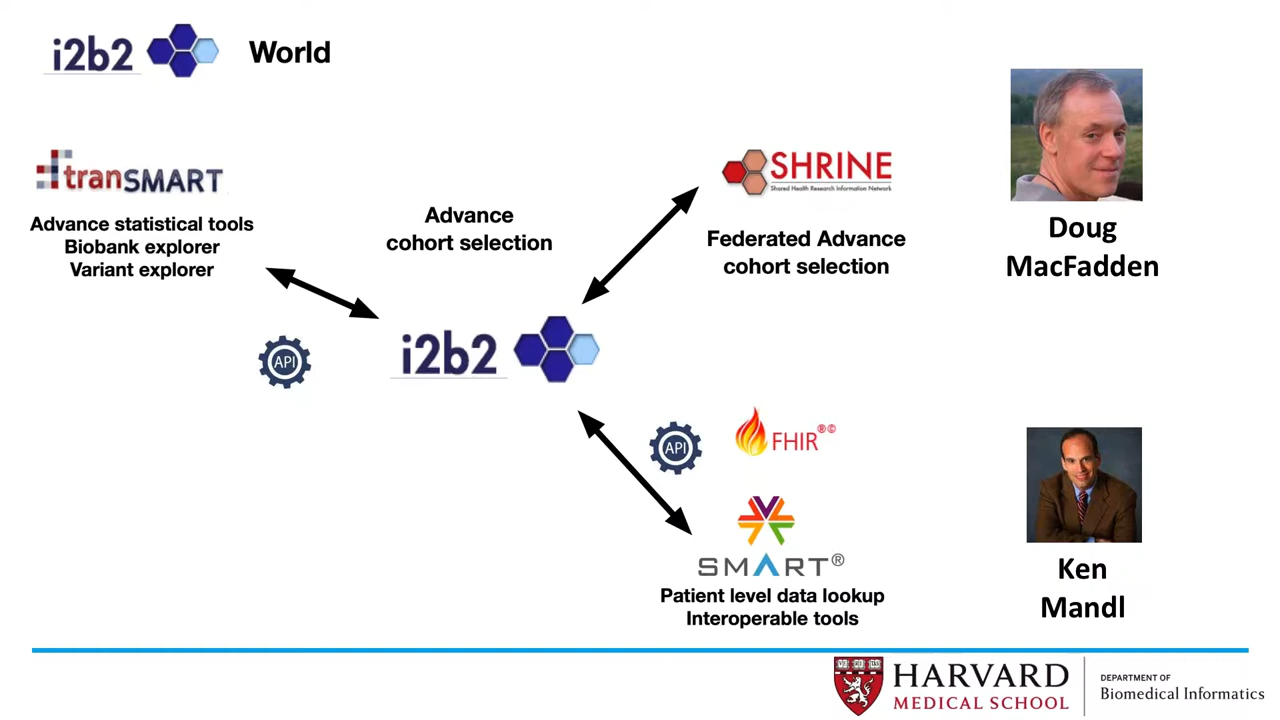 i2b2 World
tranSMART
Advance statistical tools
Biobank explorer
Variant explorer
Advance
cohort selection
SHRINE
Shared Health Research Information Network
Federated Advance
cohort selection
Doug
MacFadden
API
i2b2
API
FHIR®©
SMART®
Patient level data lookup
Interoperable tools
Ken
Mandl
HARVARD
MEDICAL SCHOOL
DEPARTMENT OF
Biomedical Informatics